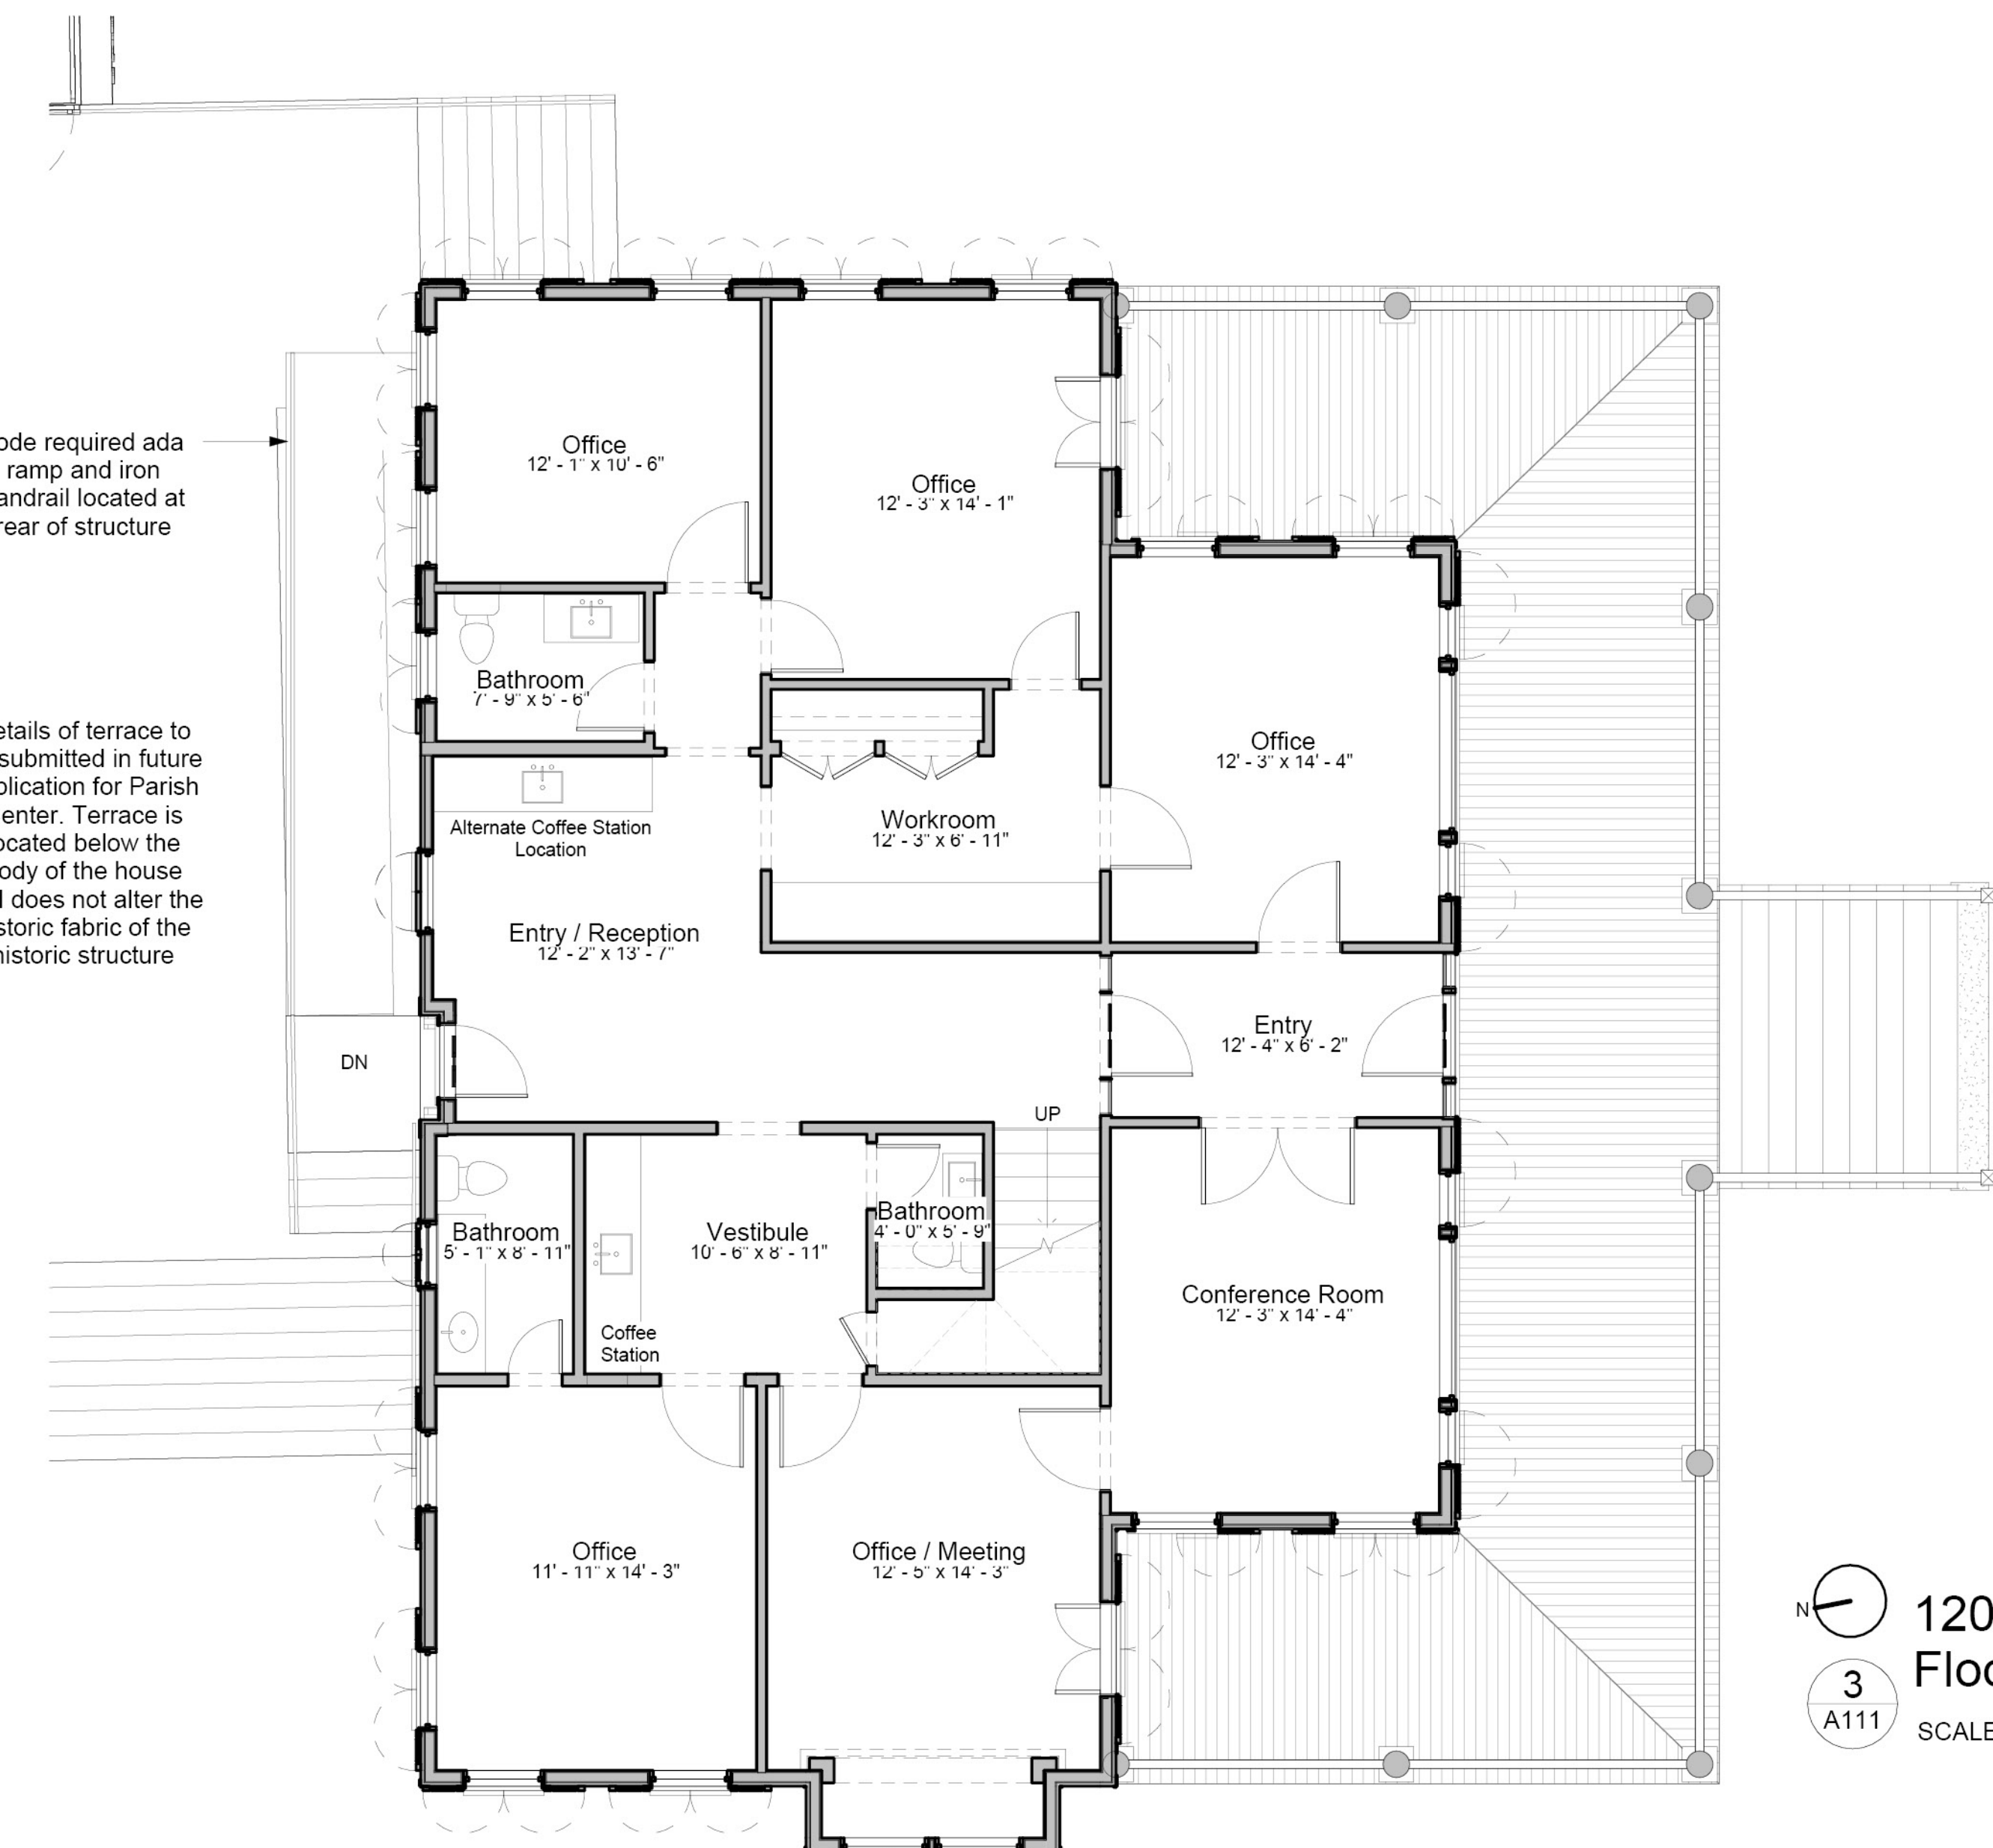 Office
12' - 1" x 10' - 6"
Office
12' - 3" x 14' - 1"
ode required ada
ramp and iron
andrail located at
rear of structure
Bathroom
7' - 9" x 5' - 6"
etails of terrace to
submitted in future
plication for Parish
enter. Terrace is
ocated below the
ody of the house
d does not alter the
storic fabric of the
historic structure
Office
12' - 3" x 14' - 4"
Alternate Coffee Station
Location
Workroom
12' - 3" x 6' - 11"
Entry / Reception
12' - 2" x 13' - 7"
Entry
12' - 4" x 6' - 2"
DN
UP
Bathroom
5' - 1" x 8' - 11"
Vestibule
10' - 6" x 8' - 11"
Bathroom
4' - 0" x 5' - 9"
Conference Room
12' - 3" x 14' - 4"
Coffee
Station
Office
11' - 11" x 14' - 3"
Office / Meeting
12' - 5" x 14' - 3"
N
120
Floo
3
A111
SCALE